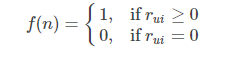 f(n) = { 1, if r_ui ≥ 0
0, if r_ui = 0